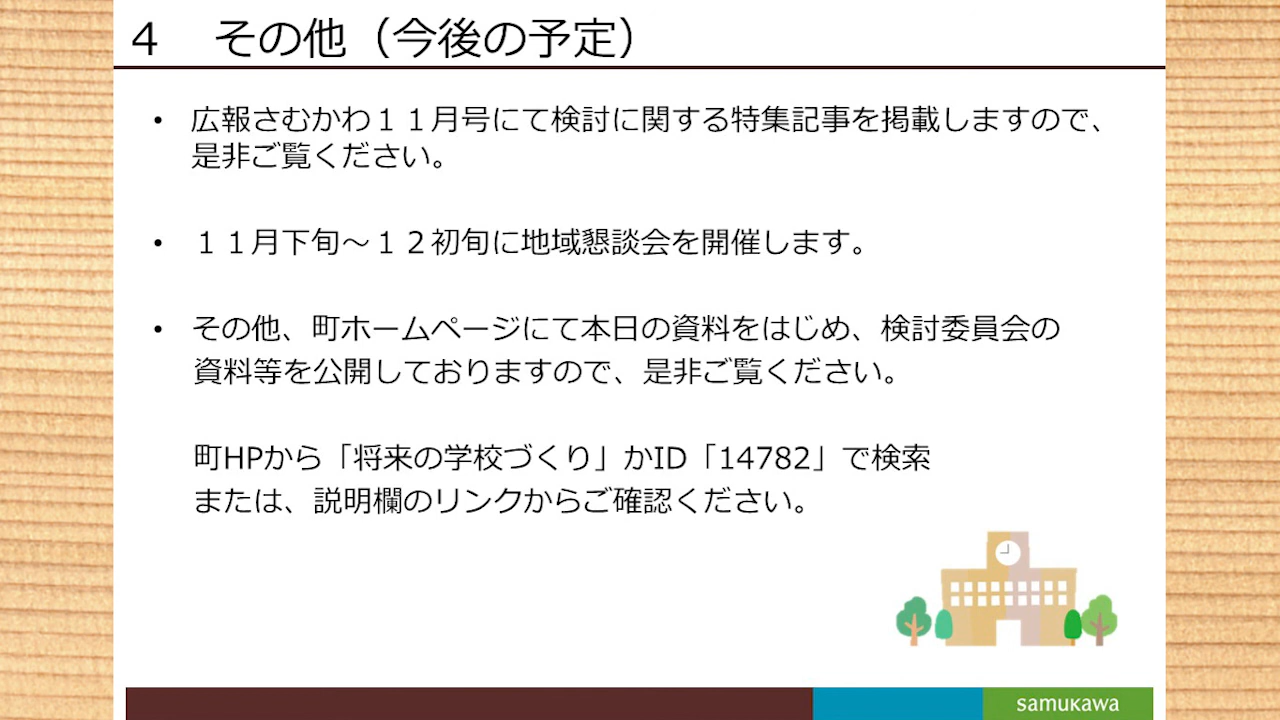 ４　その他（今後の予定）
• 広報さむかわ１１月号にて検討に関する特集記事を掲載しますので、
是非ご覧ください。
• １１月下旬～１２初旬に地域懇談会を開催します。
• その他、町ホームページにて本日の資料をはじめ、検討委員会の
資料等を公開しておりますので、是非ご覧ください。
町HPから「将来の学校づくり」かID「14782」で検索
または、説明欄のリンクからご確認ください。
samukawa